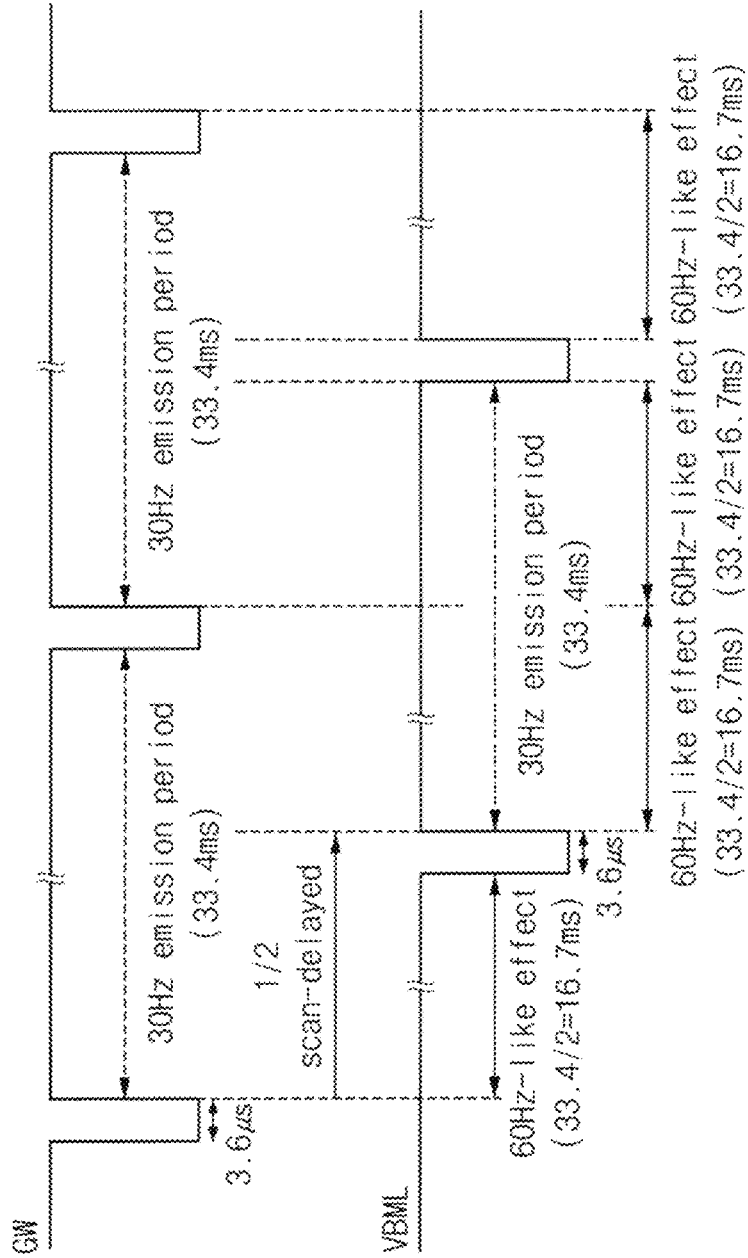 GW
3.6μs
30Hz emission period
(33.4ms)
30Hz emission period
(33.4ms)
1/2
scan-delayed
VBML
60Hz-like effect
(33.4/2=16.7ms)
3.6μs
30Hz emission period
(33.4ms)
60Hz-like effect 60Hz-like effect 60Hz-like effect
(33.4/2=16.7ms) (33.4/2=16.7ms) (33.4/2=16.7ms)